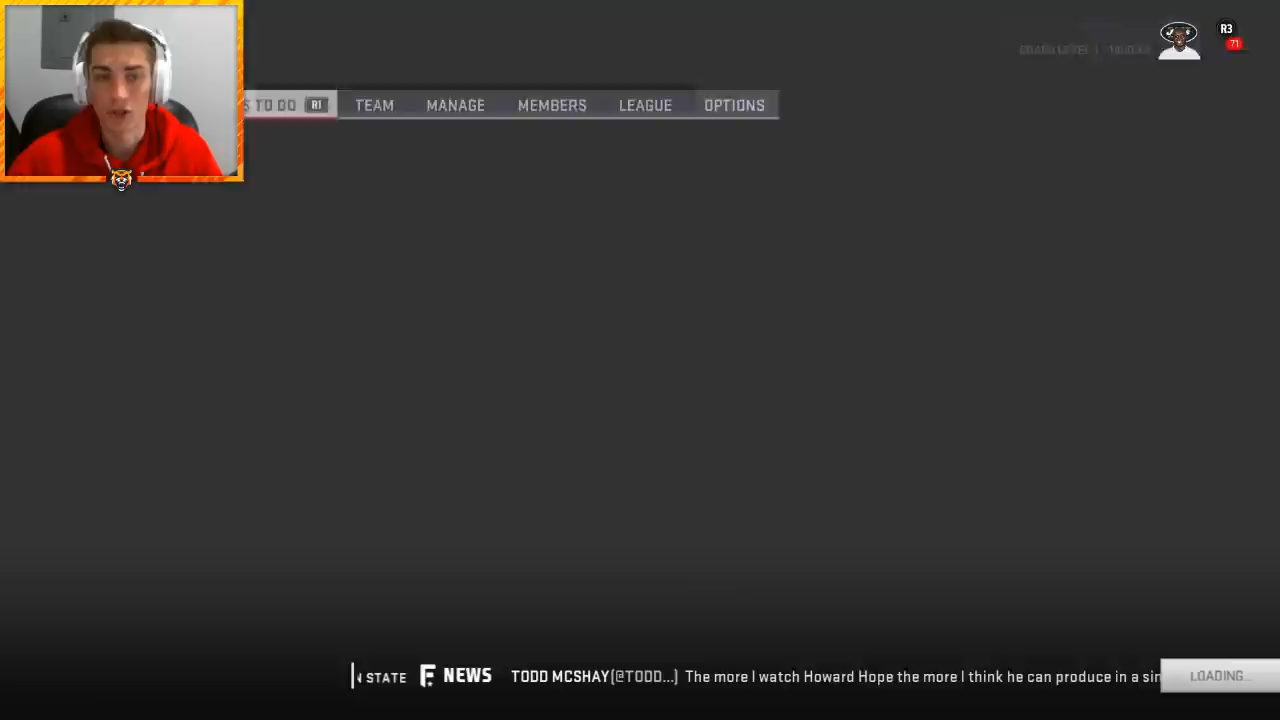 R3
71
S TO DO R1 TEAM MANAGE MEMBERS LEAGUE OPTIONS
STATE F NEWS TODD MCSHAY(@TODD...) The more I watch Howard Hope the more I think he can produce in a sin
LOADING...